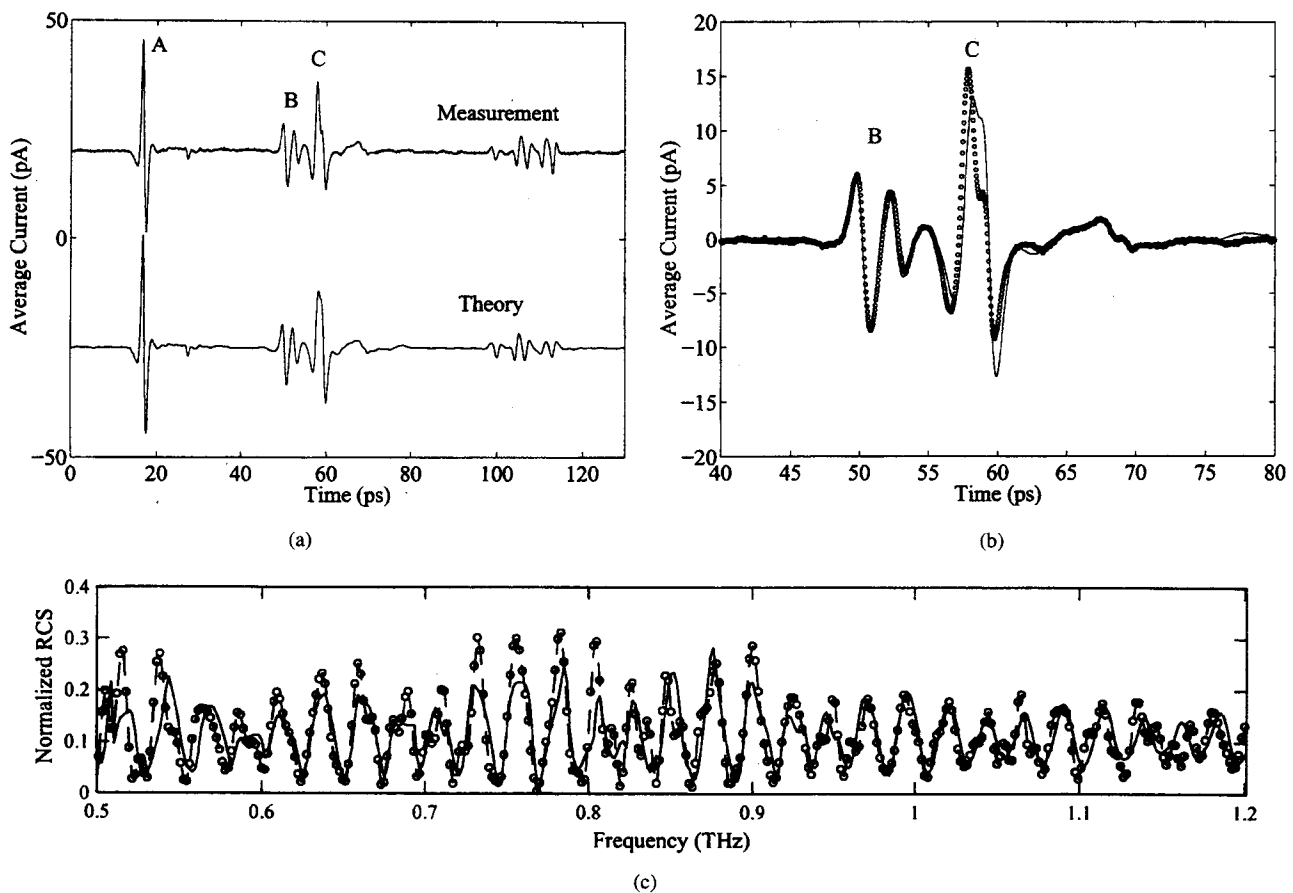 50
A
C
B
Measurement
0
Theory
−50
0 20 40 60 80 100 120
Average Current (pA)
Time (ps)
(a)
20
C
15
10
B
5
0
−5
−10
−15
−20
40 45 50 55 60 65 70 75 80
Average Current (pA)
Time (ps)
(b)
0.4
0.3
0.2
0.1
0
0.5 0.6 0.7 0.8 0.9 1 1.1 1.2
Normalized RCS
Frequency (THz)
(c)